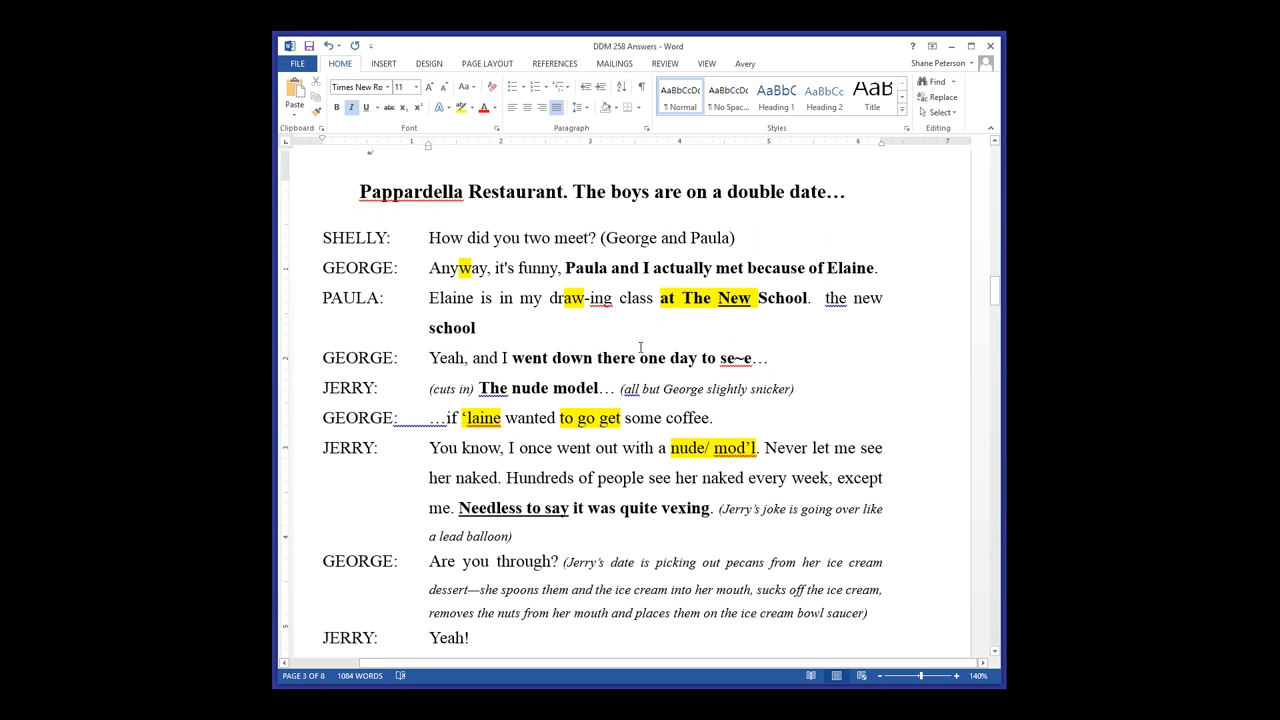 DDM 258 Answers - Word
FILE HOME INSERT DESIGN PAGE LAYOUT REFERENCES MAILINGS REVIEW VIEW Avery Shane Peterson
Times New Ro 11 Aa AaBbCcDc AaBbCcDc AaBbC AaBbCc AaB Find
Paste B I U abc x₂ x² A A ¶ Normal ¶ No Spac... Heading 1 Heading 2 Title Replace
Select
Clipboard Font Paragraph Styles Editing
1 2 3 4 5 6 7
Pappardella Restaurant. The boys are on a double date…
SHELLY: How did you two meet? (George and Paula)
GEORGE: Anyway, it's funny, Paula and I actually met because of Elaine.
PAULA: Elaine is in my draw-ing class at The New School. the new
school
GEORGE: Yeah, and I went down there one day to se~e…
JERRY: (cuts in) The nude model… (all but George slightly snicker)
GEORGE: …if ‘laine wanted to go get some coffee.
JERRY: You know, I once went out with a nude/ mod’l. Never let me see
her naked. Hundreds of people see her naked every week, except
me. Needless to say it was quite vexing. (Jerry’s joke is going over like
a lead balloon)
GEORGE: Are you through? (Jerry’s date is picking out pecans from her ice cream
dessert—she spoons them and the ice cream into her mouth, sucks off the ice cream,
removes the nuts from her mouth and places them on the ice cream bowl saucer)
JERRY: Yeah!
PAGE 3 OF 8 1084 WORDS 140%